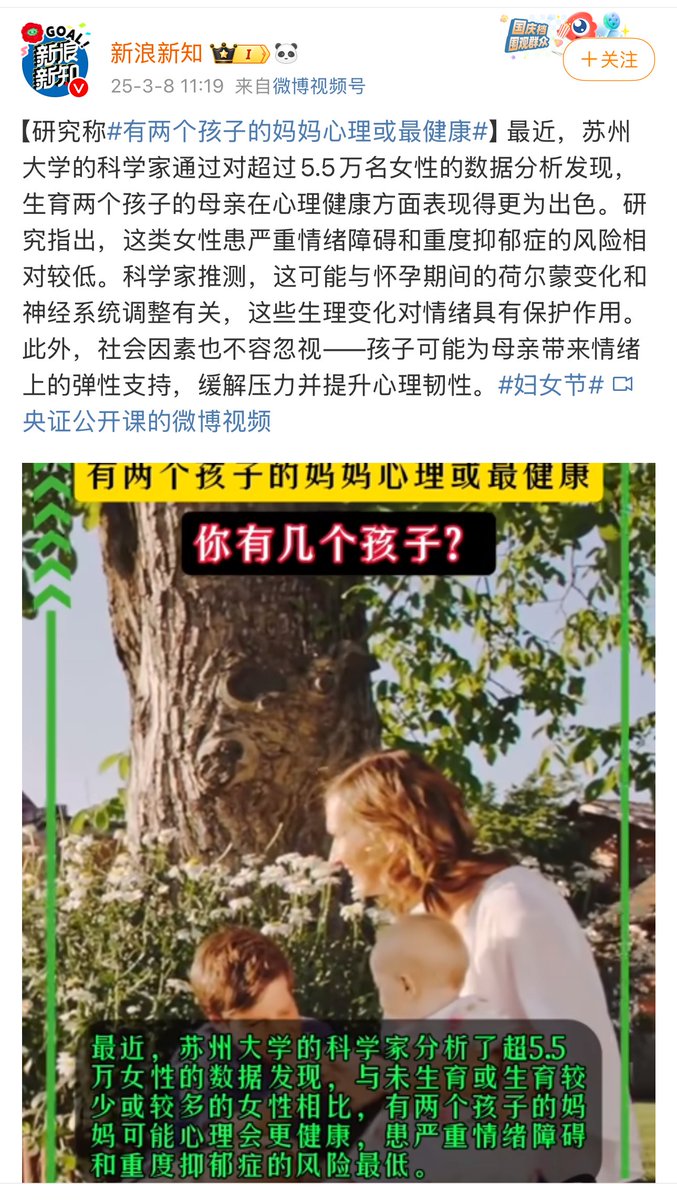 GOAL!
新浪
新知
国庆档
围观群众
新浪新知 I
+关注
25-3-8 11:19 来自微博视频号
【研究称#有两个孩子的妈妈心理或最健康#】最近，苏州
大学的科学家通过对超过5.5万名女性的数据分析发现，
生育两个孩子的母亲在心理健康方面表现得更为出色。研
究指出，这类女性患严重情绪障碍和重度抑郁症的风险相
对较低。科学家推测，这可能与怀孕期间的荷尔蒙变化和
神经系统调整有关，这些生理变化对情绪具有保护作用。
此外，社会因素也不容忽视——孩子可能为母亲带来情绪
上的弹性支持，缓解压力并提升心理韧性。#妇女节#
央证公开课的微博视频
有两个孩子的妈妈心理或最健康
你有几个孩子？
最近，苏州大学的科学家分析了超5.5
万女性的数据发现，与未生育或生育较
少或较多的女性相比，有两个孩子的妈
妈可能心理会更健康，患严重情绪障碍
和重度抑郁症的风险最低。